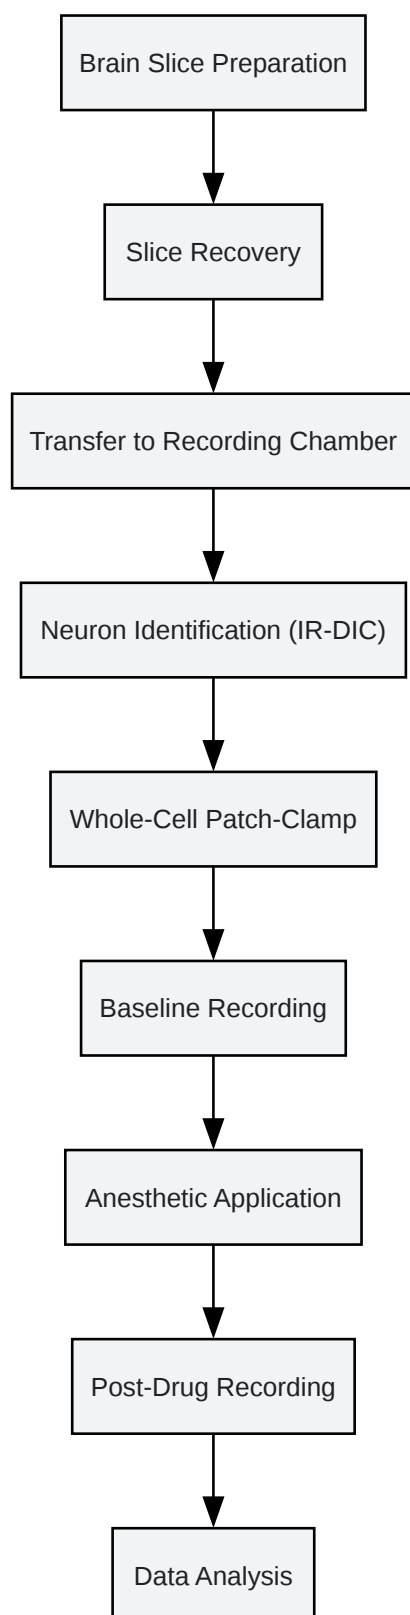 Brain Slice Preparation
Slice Recovery
Transfer to Recording Chamber
Neuron Identification (IR-DIC)
Whole-Cell Patch-Clamp
Baseline Recording
Anesthetic Application
Post-Drug Recording
Data Analysis